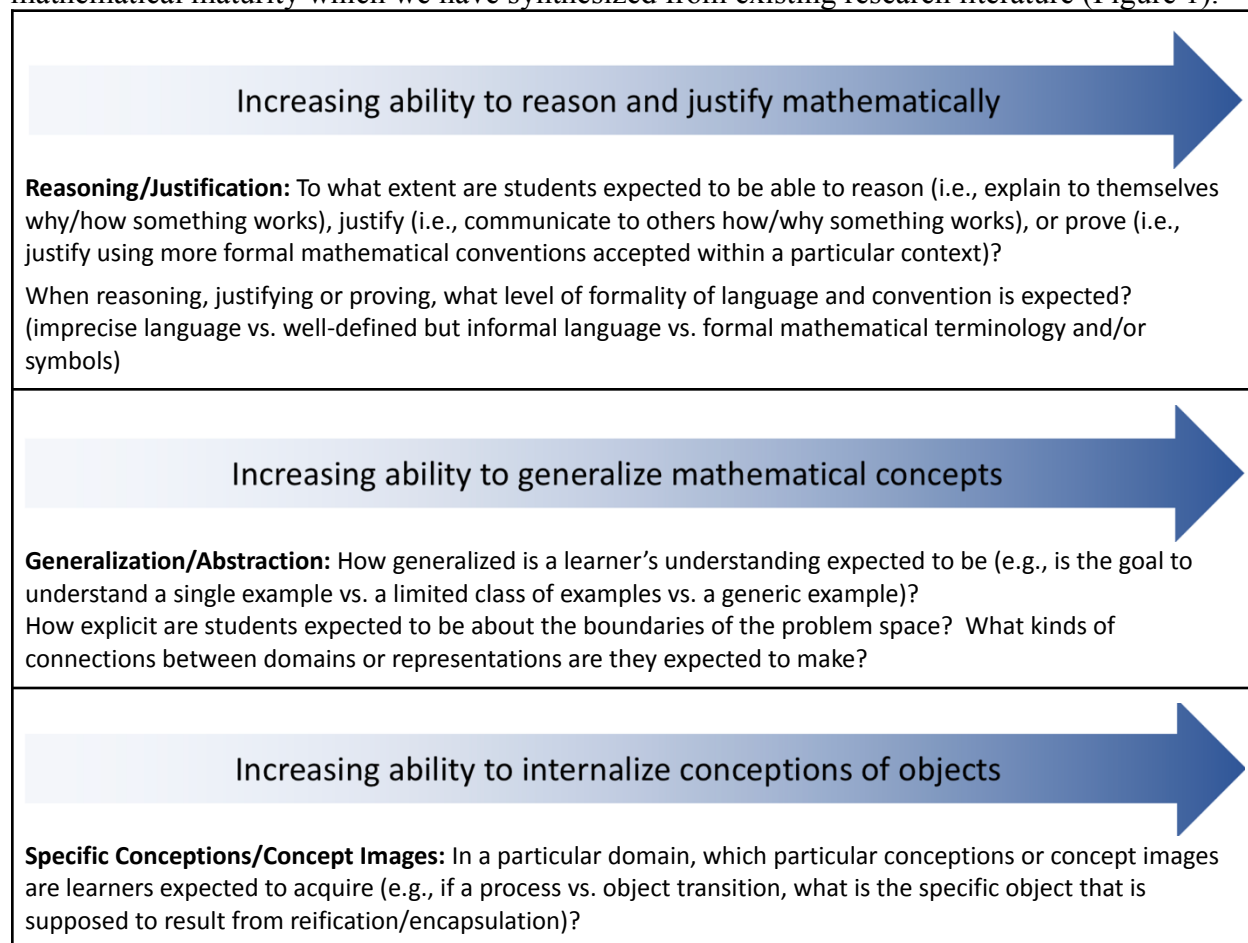 mathematical maturity which we have synthesized from existing research literature (Figure 1).
Increasing ability to reason and justify mathematically
Reasoning/Justification: To what extent are students expected to be able to reason (i.e., explain to themselves
why/how something works), justify (i.e., communicate to others how/why something works), or prove (i.e.,
justify using more formal mathematical conventions accepted within a particular context)?
When reasoning, justifying or proving, what level of formality of language and convention is expected?
(imprecise language vs. well-defined but informal language vs. formal mathematical terminology and/or
symbols)
Increasing ability to generalize mathematical concepts
Generalization/Abstraction: How generalized is a learner’s understanding expected to be (e.g., is the goal to
understand a single example vs. a limited class of examples vs. a generic example)?
How explicit are students expected to be about the boundaries of the problem space?  What kinds of
connections between domains or representations are they expected to make?
Increasing ability to internalize conceptions of objects
Specific Conceptions/Concept Images: In a particular domain, which particular conceptions or concept images
are learners expected to acquire (e.g., if a process vs. object transition, what is the specific object that is
supposed to result from reification/encapsulation)?